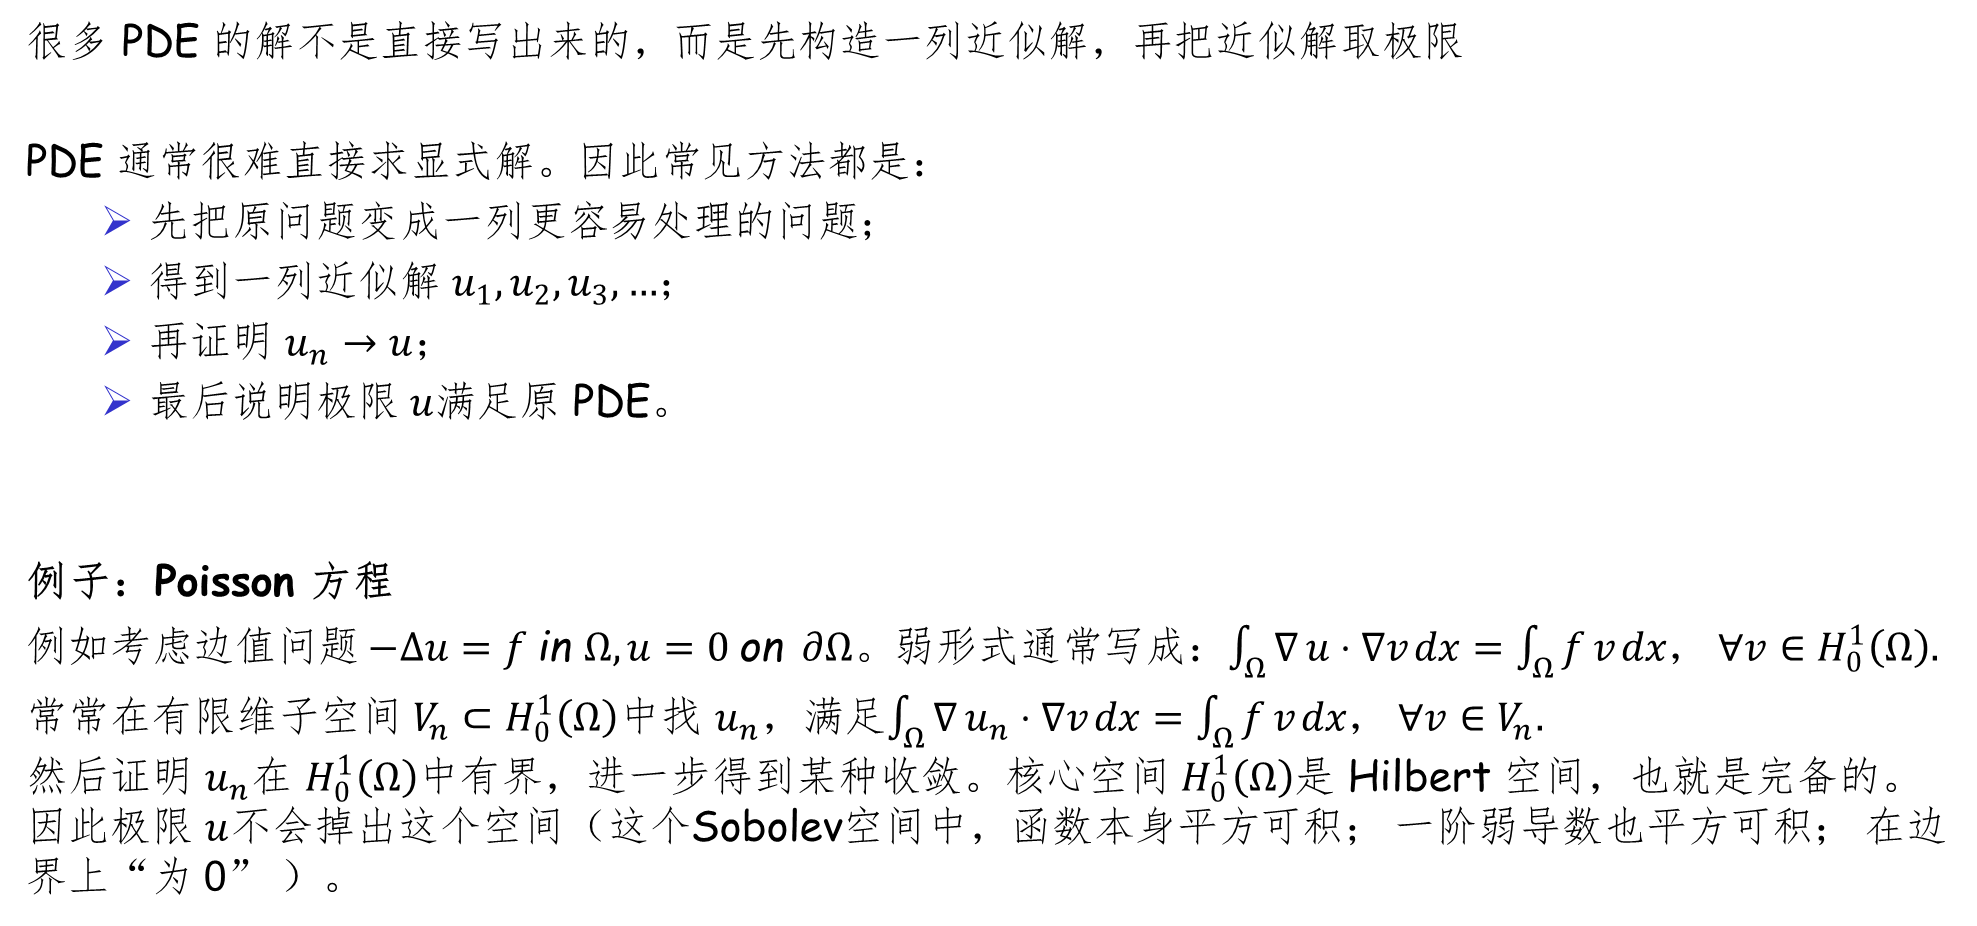 很多 PDE 的解不是直接写出来的，而是先构造一列近似解，再把近似解取极限
PDE 通常很难直接求显式解。因此常见方法都是：
➢ 先把原问题变成一列更容易处理的问题；
➢ 得到一列近似解 u₁, u₂, u₃, …；
➢ 再证明 uₙ → u；
➢ 最后说明极限 u满足原 PDE。
例子：Poisson 方程
例如考虑边值问题 −Δu = f in Ω, u = 0 on ∂Ω。弱形式通常写成：∫_Ω ∇u · ∇v dx = ∫_Ω f v dx， ∀v ∈ H₀¹(Ω).
常常在有限维子空间 Vₙ ⊂ H₀¹(Ω)中找 uₙ，满足∫_Ω ∇uₙ · ∇v dx = ∫_Ω f v dx， ∀v ∈ Vₙ.
然后证明 uₙ在 H₀¹(Ω)中有界，进一步得到某种收敛。核心空间 H₀¹(Ω)是 Hilbert 空间，也就是完备的。
因此极限 u不会掉出这个空间（这个Sobolev空间中，函数本身平方可积； 一阶弱导数也平方可积； 在边
界上“为 0” ）。